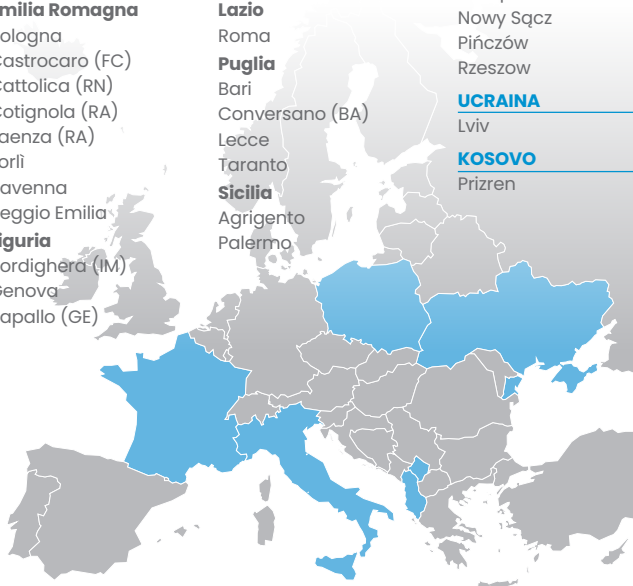 milia Romagna
ologna
astrocaro (FC)
attolica (RN)
otignola (RA)
aenza (RA)
orlì
avenna
eggio Emilia
iguria
ordighera (IM)
Genova
apallo (GE)
Lazio
Roma
Puglia
Bari
Conversano (BA)
Lecce
Taranto
Sicilia
Agrigento
Palermo
Nowy Sącz
Pińczów
Rzeszow
UCRAINA
Lviv
KOSOVO
Prizren